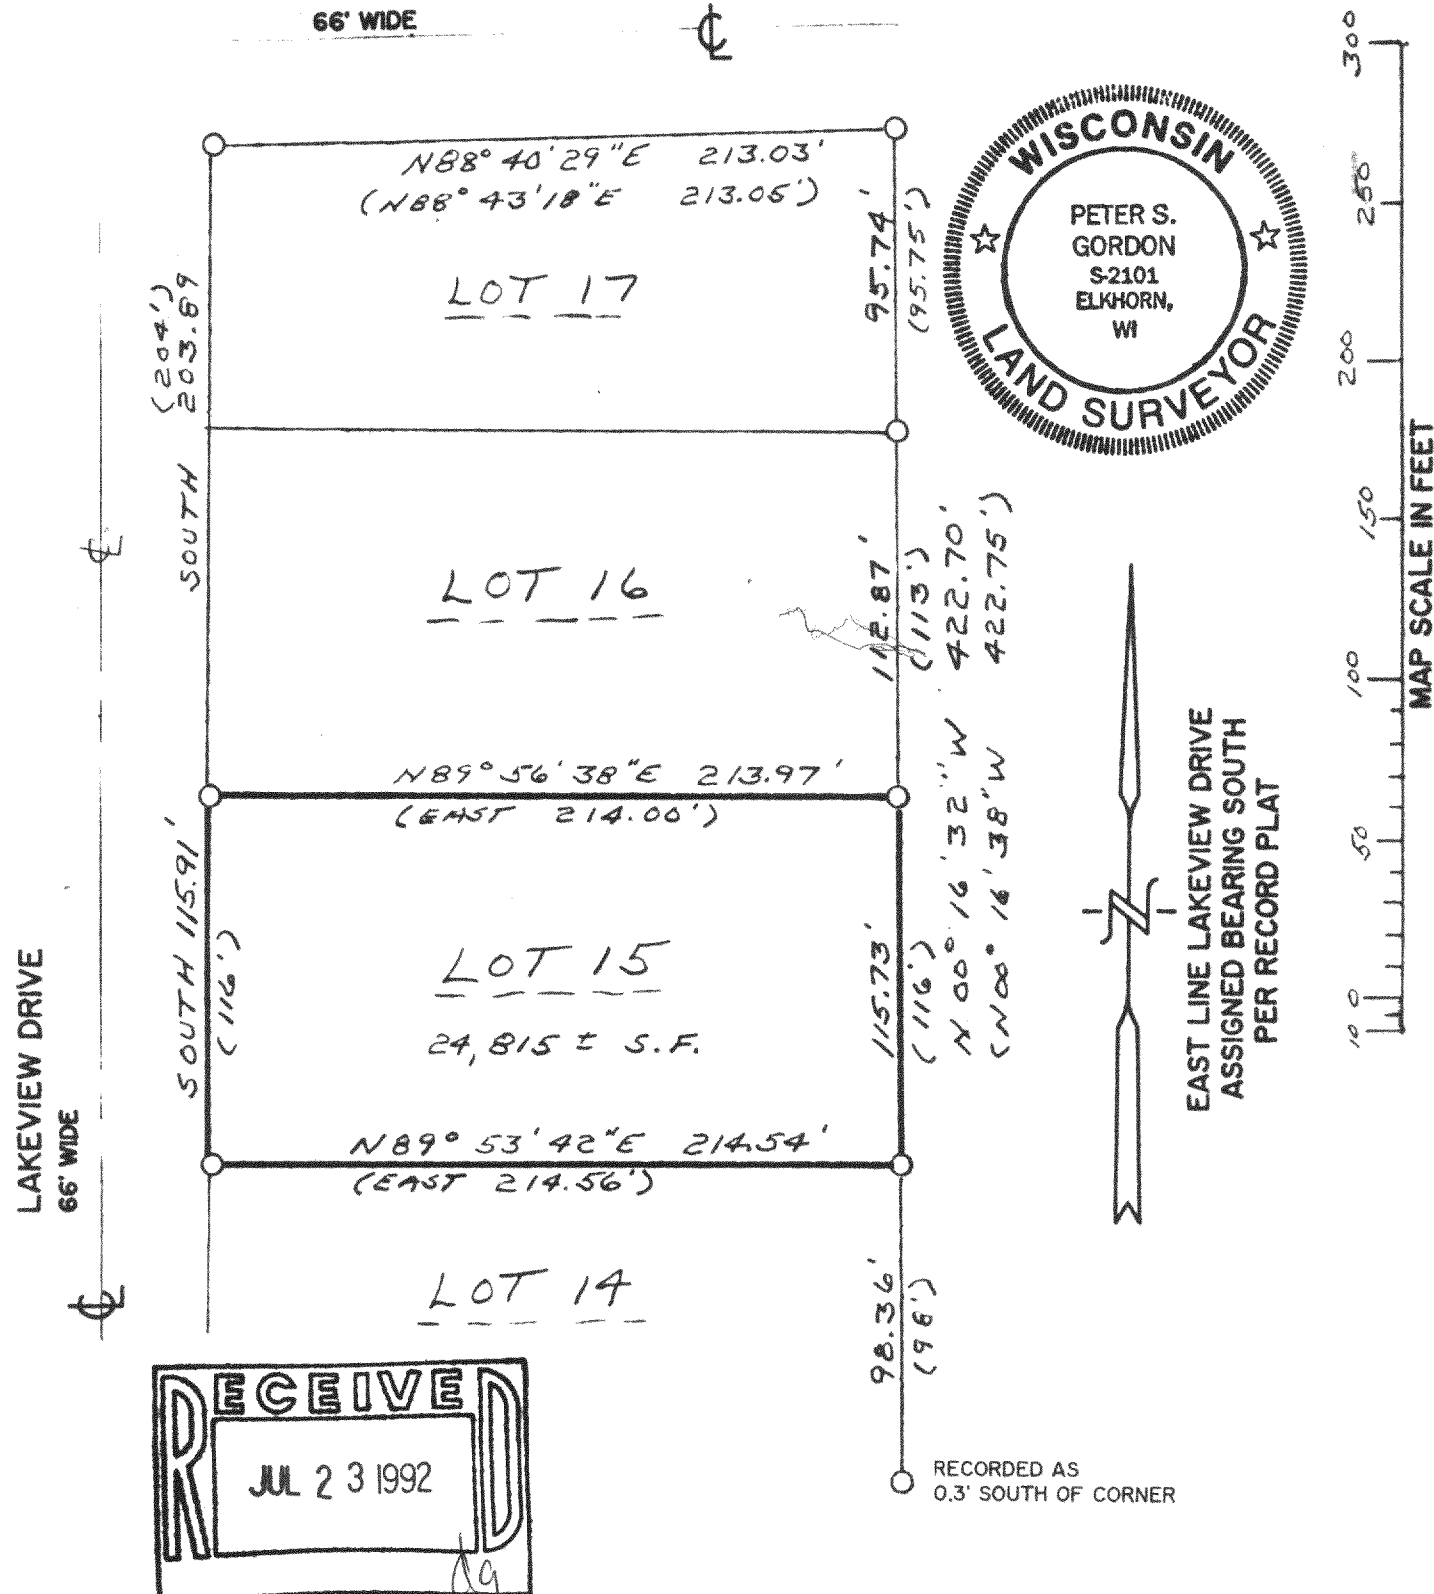 66' WIDE
℄
N88° 40' 29"E 213.03'
(N88° 43' 18"E 213.05')
LOT 17
(204')
203.89
SOUTH
95.74'
(95.75')
WISCONSIN
PETER S.
GORDON
S-2101
ELKHORN,
WI
LAND SURVEYOR
℄
LOT 16
112.87'
(113')
N 00° 16' 32" W 422.70'
(N00° 16' 38" W 422.75')
N89° 56' 38"E 213.97'
(EAST 214.00')
SOUTH 115.91'
(116')
LOT 15
24,815 ± S.F.
115.73'
(116')
N89° 53' 42"E 214.54'
(EAST 214.56')
LAKEVIEW DRIVE
66' WIDE
℄
LOT 14
98.36'
(98')
RECORDED AS
0.3' SOUTH OF CORNER
N
EAST LINE LAKEVIEW DRIVE
ASSIGNED BEARING SOUTH
PER RECORD PLAT
300
250
200
150
100
50
0
10
MAP SCALE IN FEET
RECEIVED
JUL 23 1992